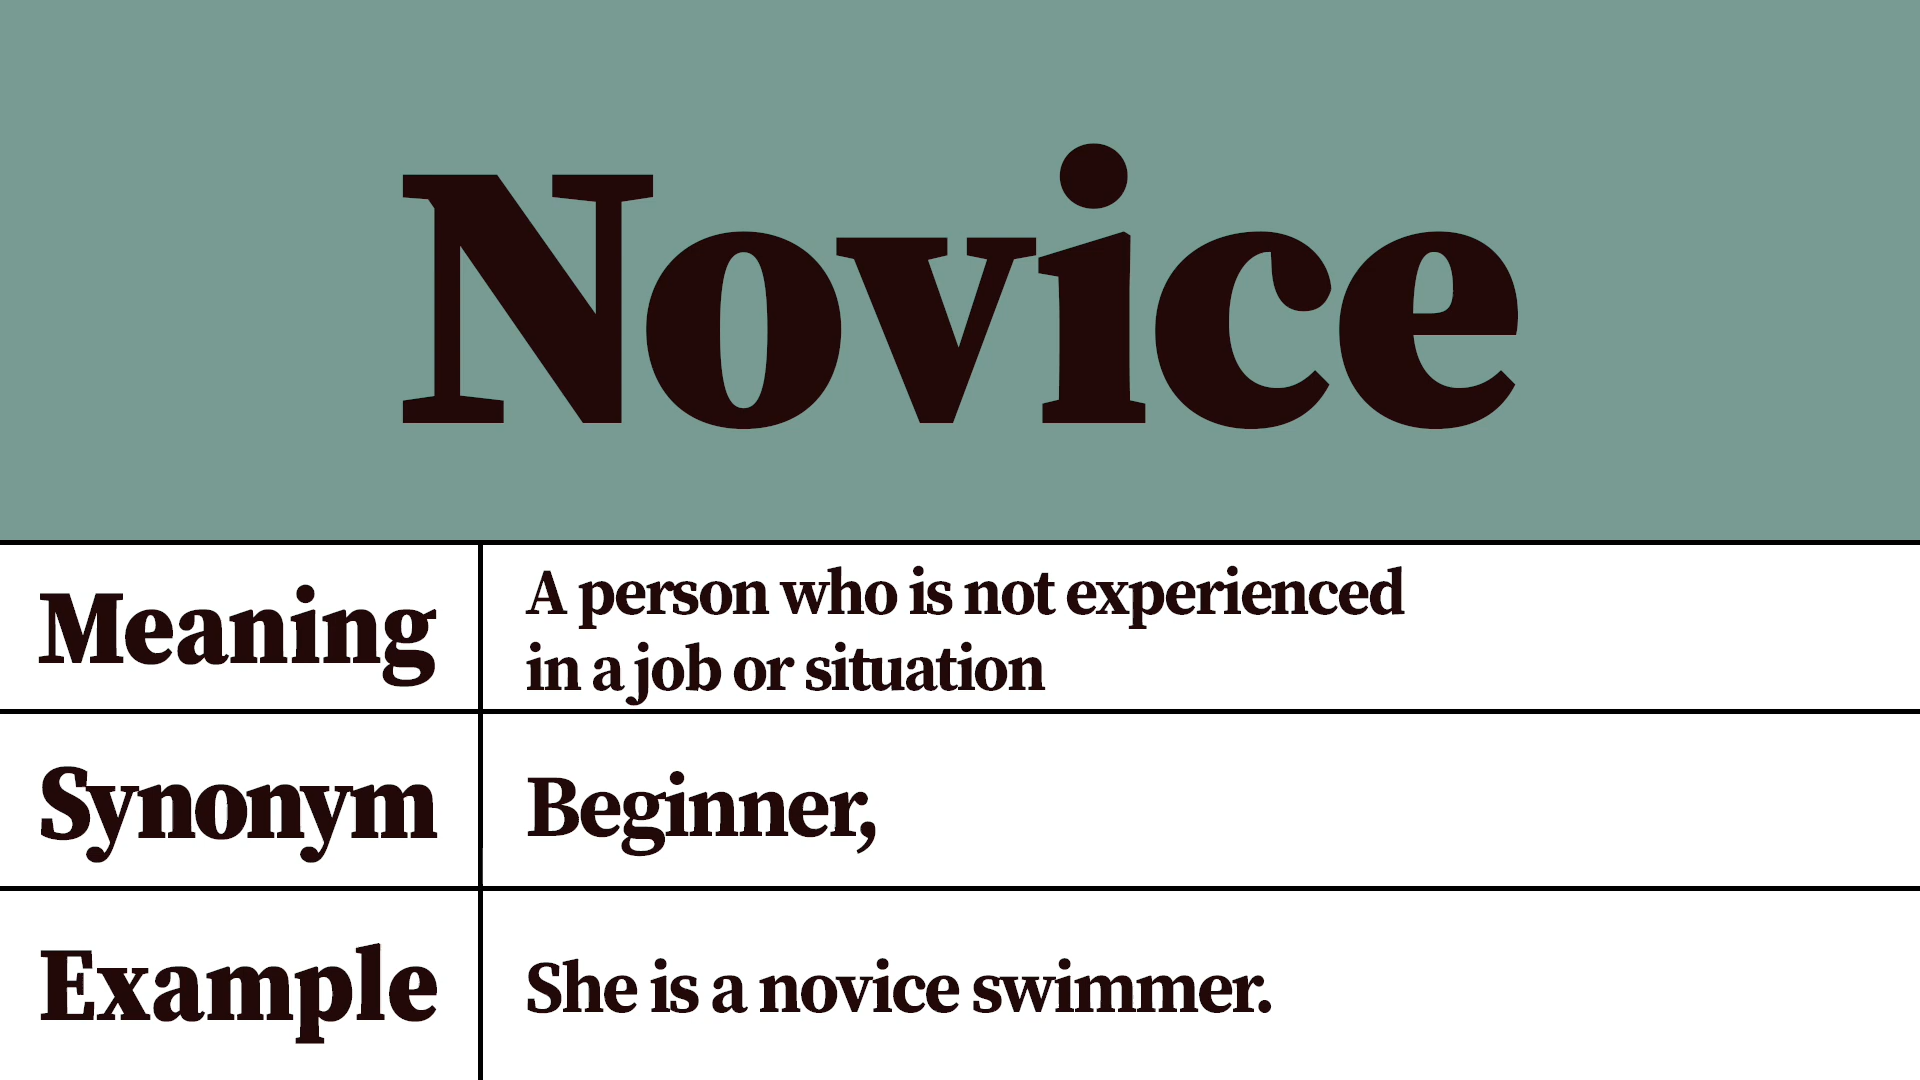 Novice
Meaning
A person who is not experienced
in a job or situation
Synonym
Beginner,
Example
She is a novice swimmer.